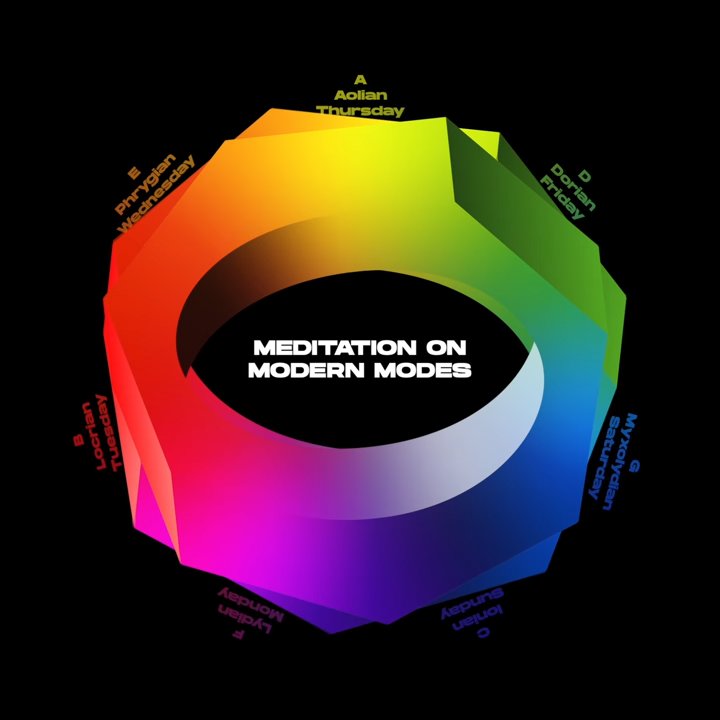 A
Aolian
Thursday
D
Dorian
Friday
E
Phrygian
Wednesday
MEDITATION ON
MODERN MODES
B
Locrian
Tuesday
G
Myxolydian
Saturday
F
Lydian
Monday
C
Ionian
Sunday